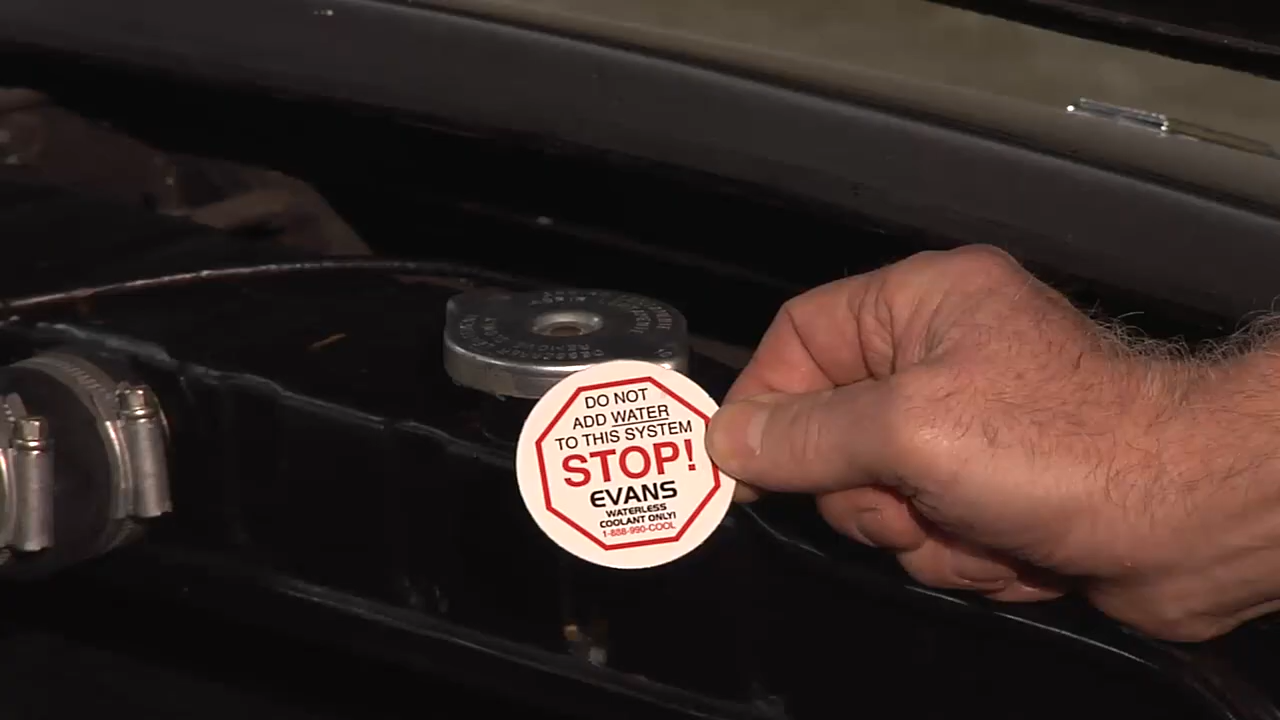 DO NOT
ADD WATER
TO THIS SYSTEM
STOP!
EVANS
WATERLESS
COOLANT ONLY!
1-888-990-COOL